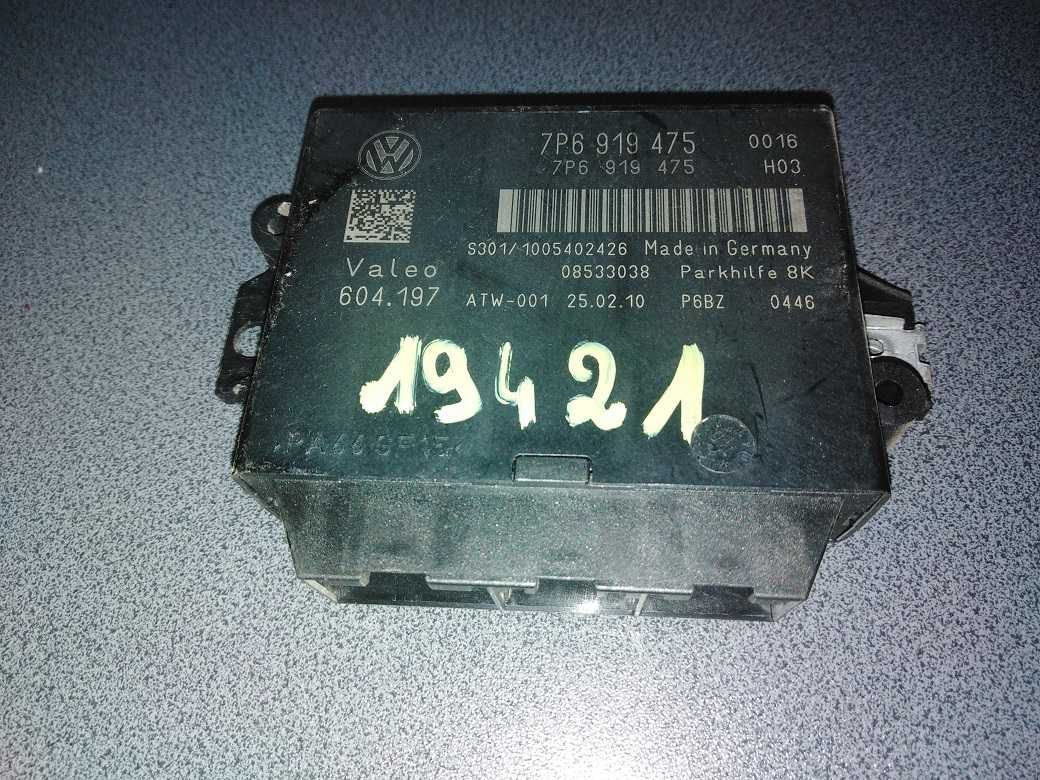 7P6 919 475 0016
7P6 919 475 H03
S301/1005402426 Made in Germany
Valeo 08533038 Parkhilfe 8K
604.197 ATW-001 25.02.10 P6BZ 0446
19421